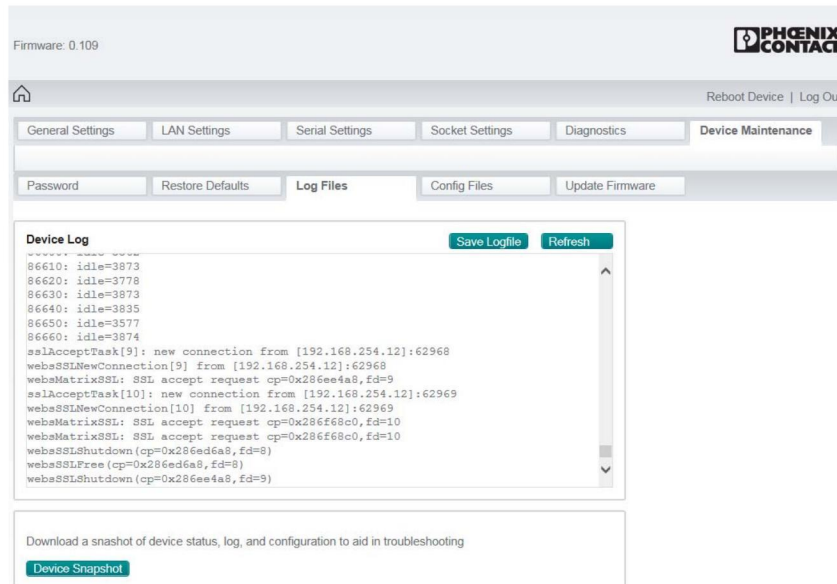 Firmware: 0.109
PHŒNIX
CONTACT
Reboot Device | Log Ou
General Settings LAN Settings Serial Settings Socket Settings Diagnostics Device Maintenance
Password Restore Defaults Log Files Config Files Update Firmware
Device Log Save Logfile Refresh
86610: idle=3873
86620: idle=3778
86630: idle=3873
86640: idle=3835
86650: idle=3577
86660: idle=3874
sslAcceptTask[9]: new connection from [192.168.254.12]:62968
websSSLNewConnection[9] from [192.168.254.12]:62968
websMatrixSSL: SSL accept request cp=0x286ee4a8,fd=9
sslAcceptTask[10]: new connection from [192.168.254.12]:62969
websSSLNewConnection[10] from [192.168.254.12]:62969
websMatrixSSL: SSL accept request cp=0x286f68c0,fd=10
websMatrixSSL: SSL accept request cp=0x286f68c0,fd=10
websSSLShutdown(cp=0x286ed6a8,fd=8)
websSSLFree(cp=0x286ed6a8,fd=8)
websSSLShutdown(cp=0x286ee4a8,fd=9)
Download a snashot of device status, log, and configuration to aid in troubleshooting
Device Snapshot